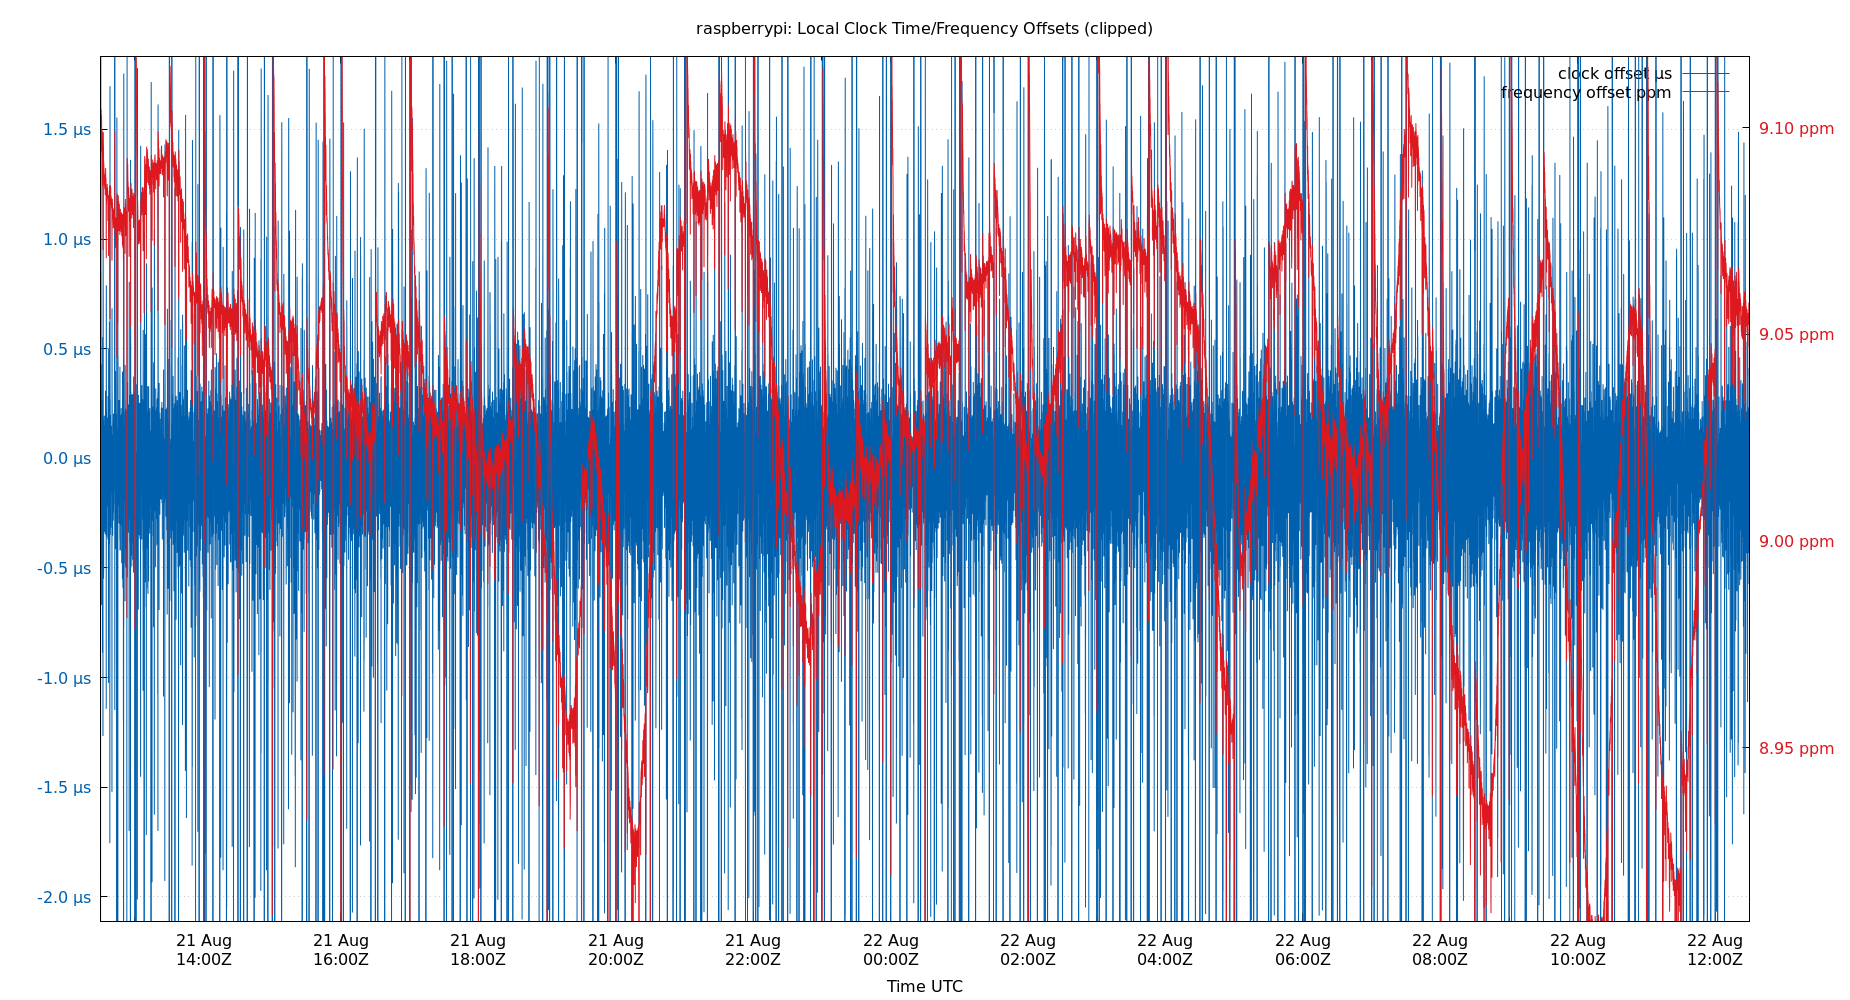 raspberrypi: Local Clock Time/Frequency Offsets (clipped)
clock offset µs
frequency offset ppm
1.5 µs
1.0 µs
0.5 µs
0.0 µs
-0.5 µs
-1.0 µs
-1.5 µs
-2.0 µs
9.10 ppm
9.05 ppm
9.00 ppm
8.95 ppm
21 Aug 21 Aug 21 Aug 21 Aug 21 Aug 22 Aug 22 Aug 22 Aug 22 Aug 22 Aug 22 Aug 22 Aug
14:00Z 16:00Z 18:00Z 20:00Z 22:00Z 00:00Z 02:00Z 04:00Z 06:00Z 08:00Z 10:00Z 12:00Z
Time UTC